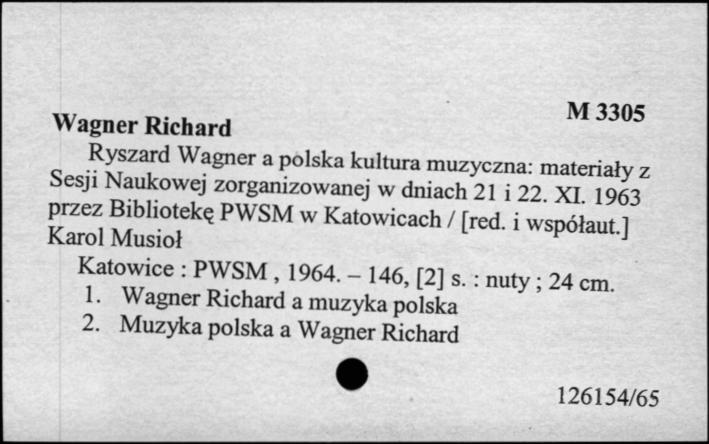 M 3305
Wagner Richard
Ryszard Wagner a polska kultura muzyczna: materiały z
Sesji Naukowej zorganizowanej w dniach 21 i 22. XI. 1963
przez Bibliotekę PWSM w Katowicach / [red. i współaut.]
Karol Musioł
Katowice : PWSM , 1964. – 146, [2] s. : nuty ; 24 cm.
1. Wagner Richard a muzyka polska
2. Muzyka polska a Wagner Richard
126154/65